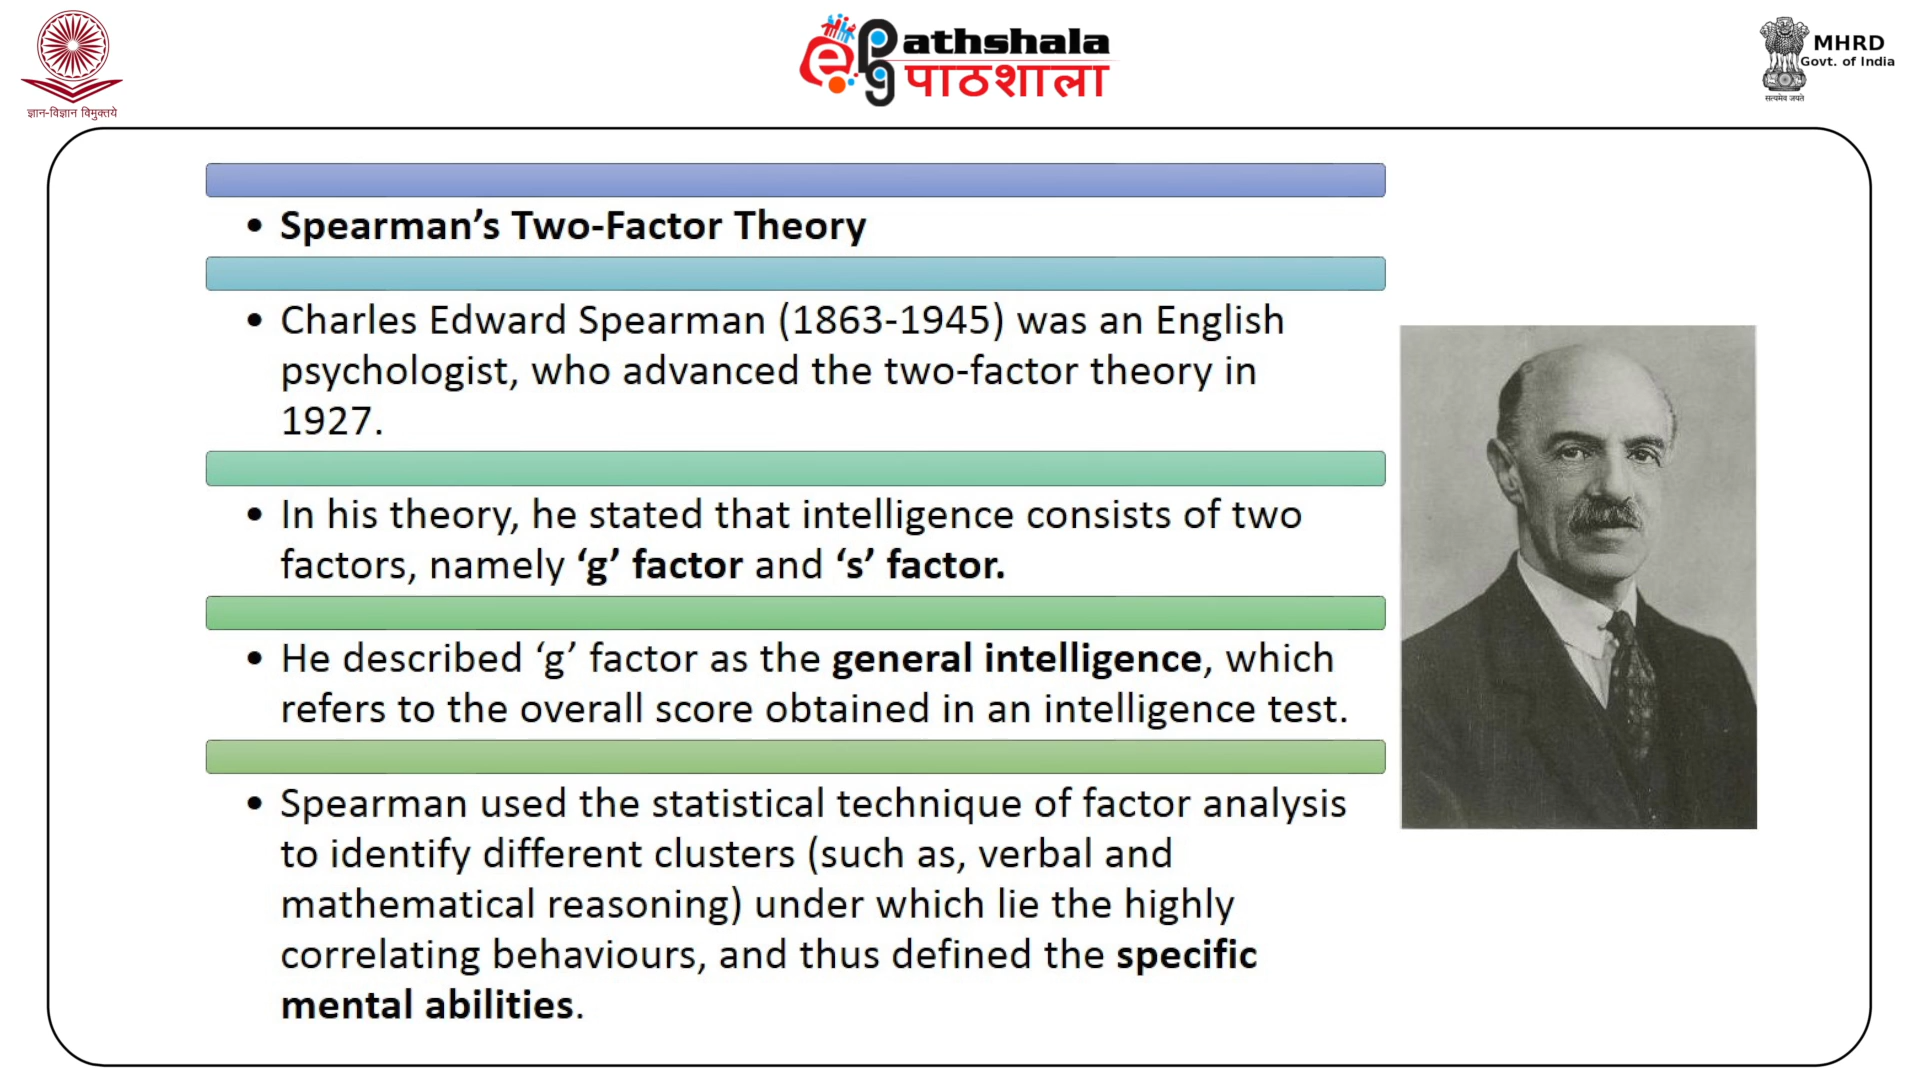 ज्ञान-विज्ञान विमुक्तये
e pg athshala
पाठशाला
MHRD
Govt. of India
सत्यमेव जयते
• Spearman’s Two-Factor Theory
• Charles Edward Spearman (1863-1945) was an English
psychologist, who advanced the two-factor theory in
1927.
• In his theory, he stated that intelligence consists of two
factors, namely ‘g’ factor and ‘s’ factor.
• He described ‘g’ factor as the general intelligence, which
refers to the overall score obtained in an intelligence test.
• Spearman used the statistical technique of factor analysis
to identify different clusters (such as, verbal and
mathematical reasoning) under which lie the highly
correlating behaviours, and thus defined the specific
mental abilities.